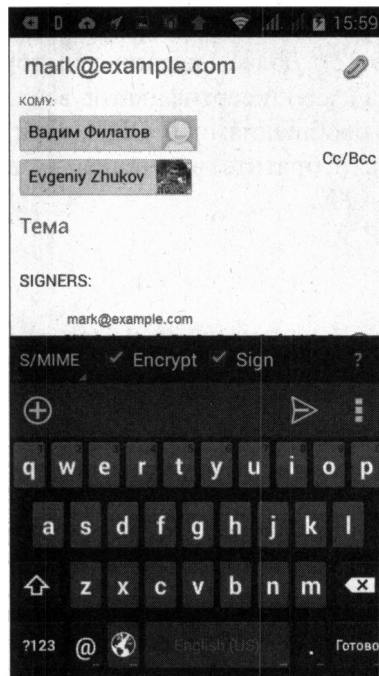 15:59
mark@example.com
КОМУ:
Вадим Филатов
Cc/Bcc
Evgeniy Zhukov
Тема
SIGNERS:
mark@example.com
S/MIME Encrypt Sign ?
q w e r t y u i o p
a s d f g h j k l
z x c v b n m
?123 @ English (US) . Готово